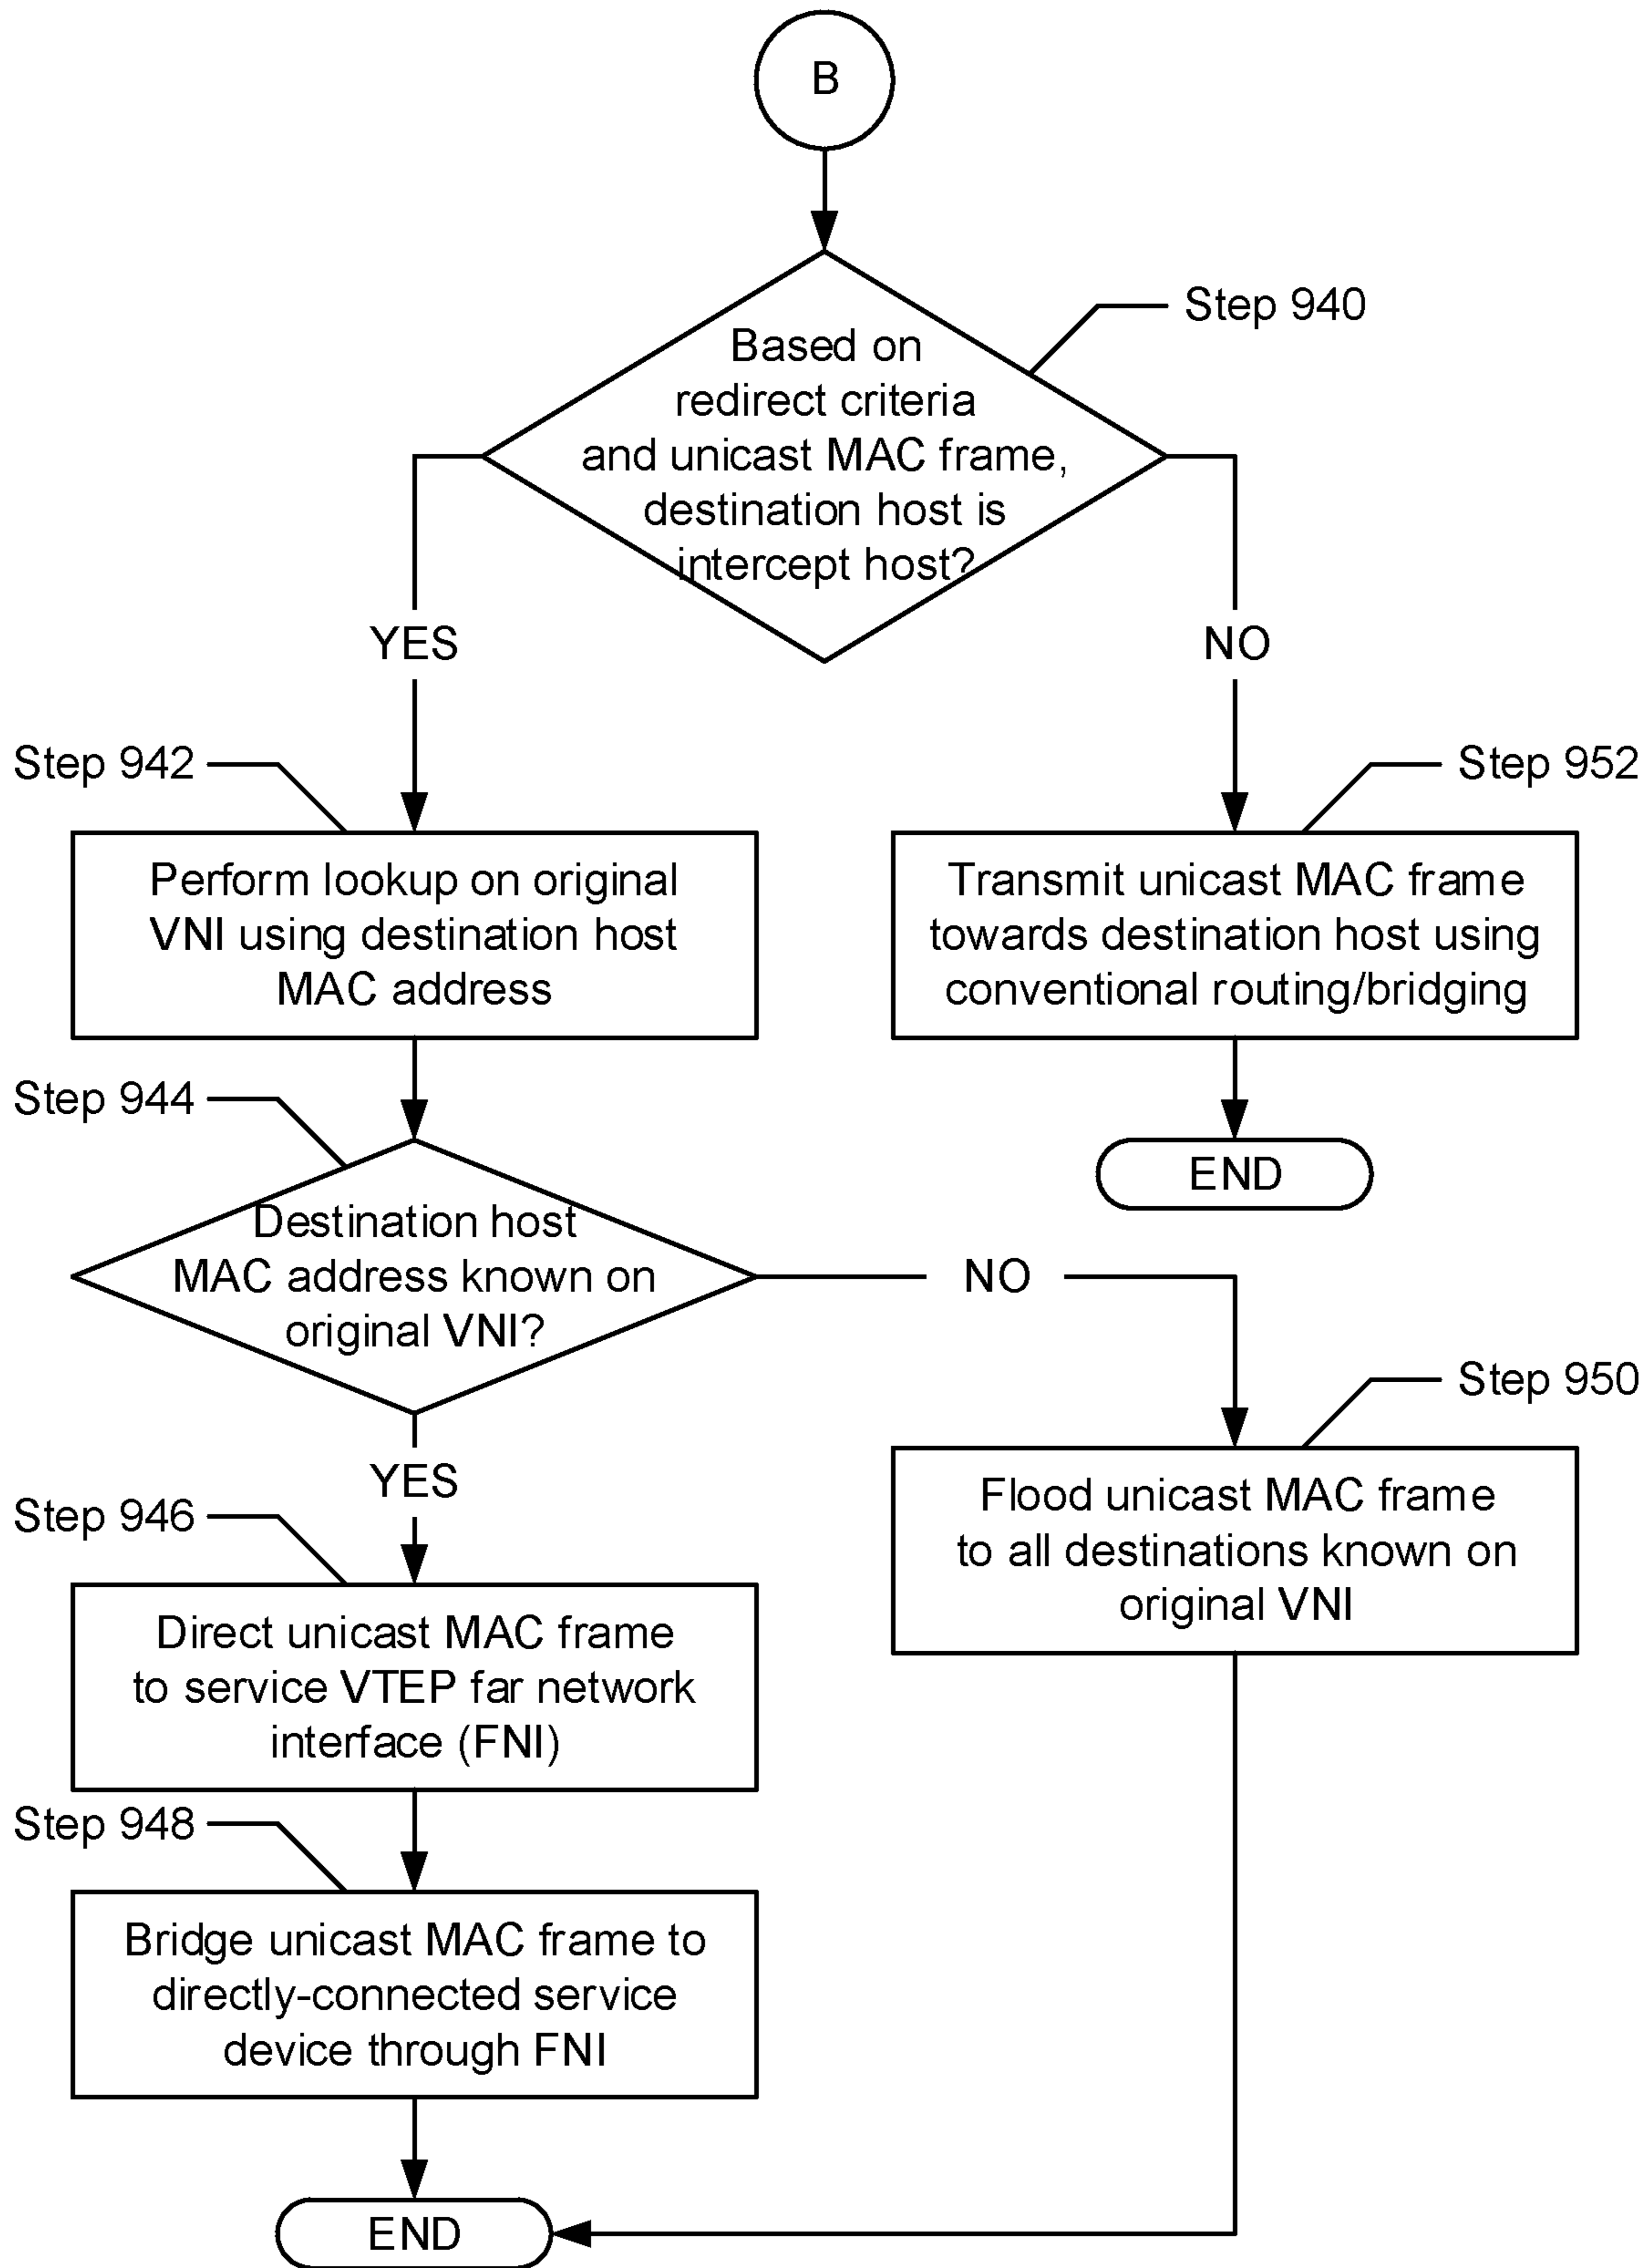 B
Step 940
Based on
redirect criteria
and unicast MAC frame,
destination host is
intercept host?
YES
NO
Step 942
Step 952
Perform lookup on original
VNI using destination host
MAC address
Transmit unicast MAC frame
towards destination host using
conventional routing/bridging
Step 944
END
Destination host
MAC address known on
original VNI?
NO
Step 950
YES
Flood unicast MAC frame
to all destinations known on
original VNI
Step 946
Direct unicast MAC frame
to service VTEP far network
interface (FNI)
Step 948
Bridge unicast MAC frame to
directly-connected service
device through FNI
END